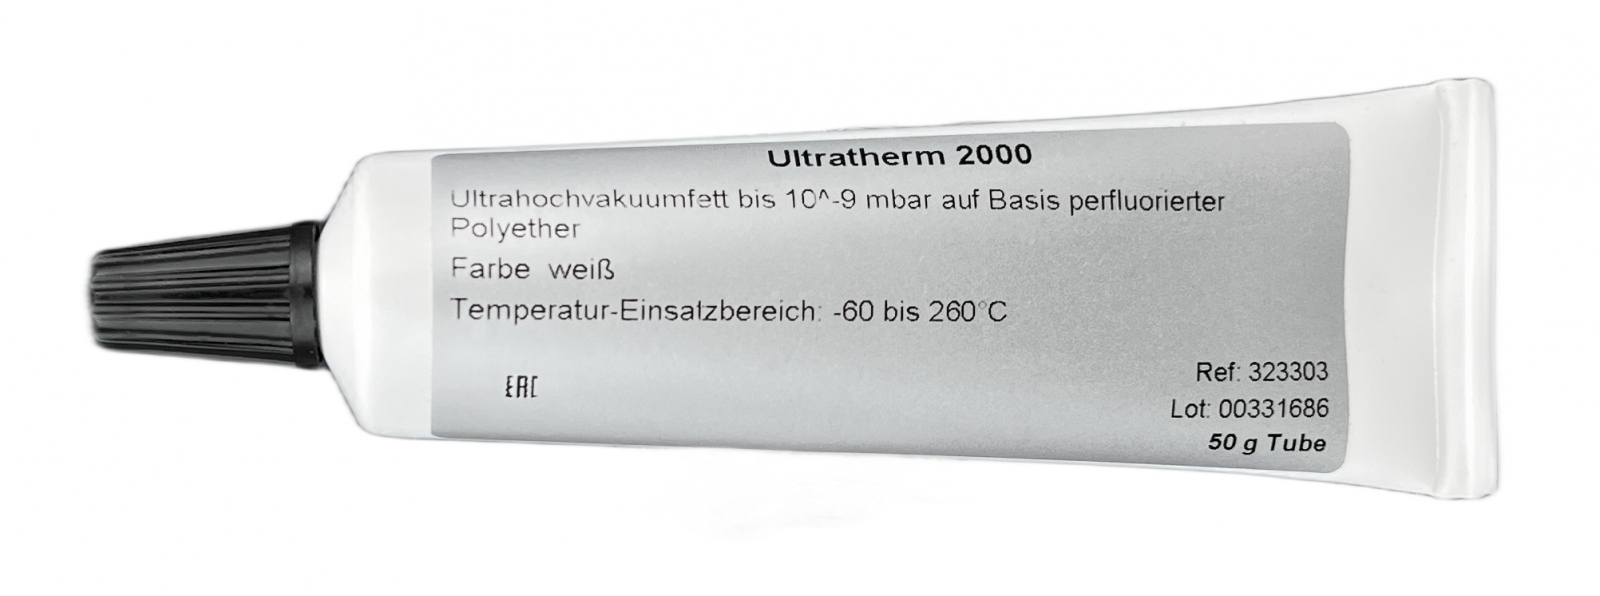 Ultratherm 2000
Ultrahochvakuumfett bis 10^-9 mbar auf Basis perfluorierter
Polyether
Farbe weiß
Temperatur-Einsatzbereich: -60 bis 260°C
EAC
Ref: 323303
Lot: 00331686
50 g Tube